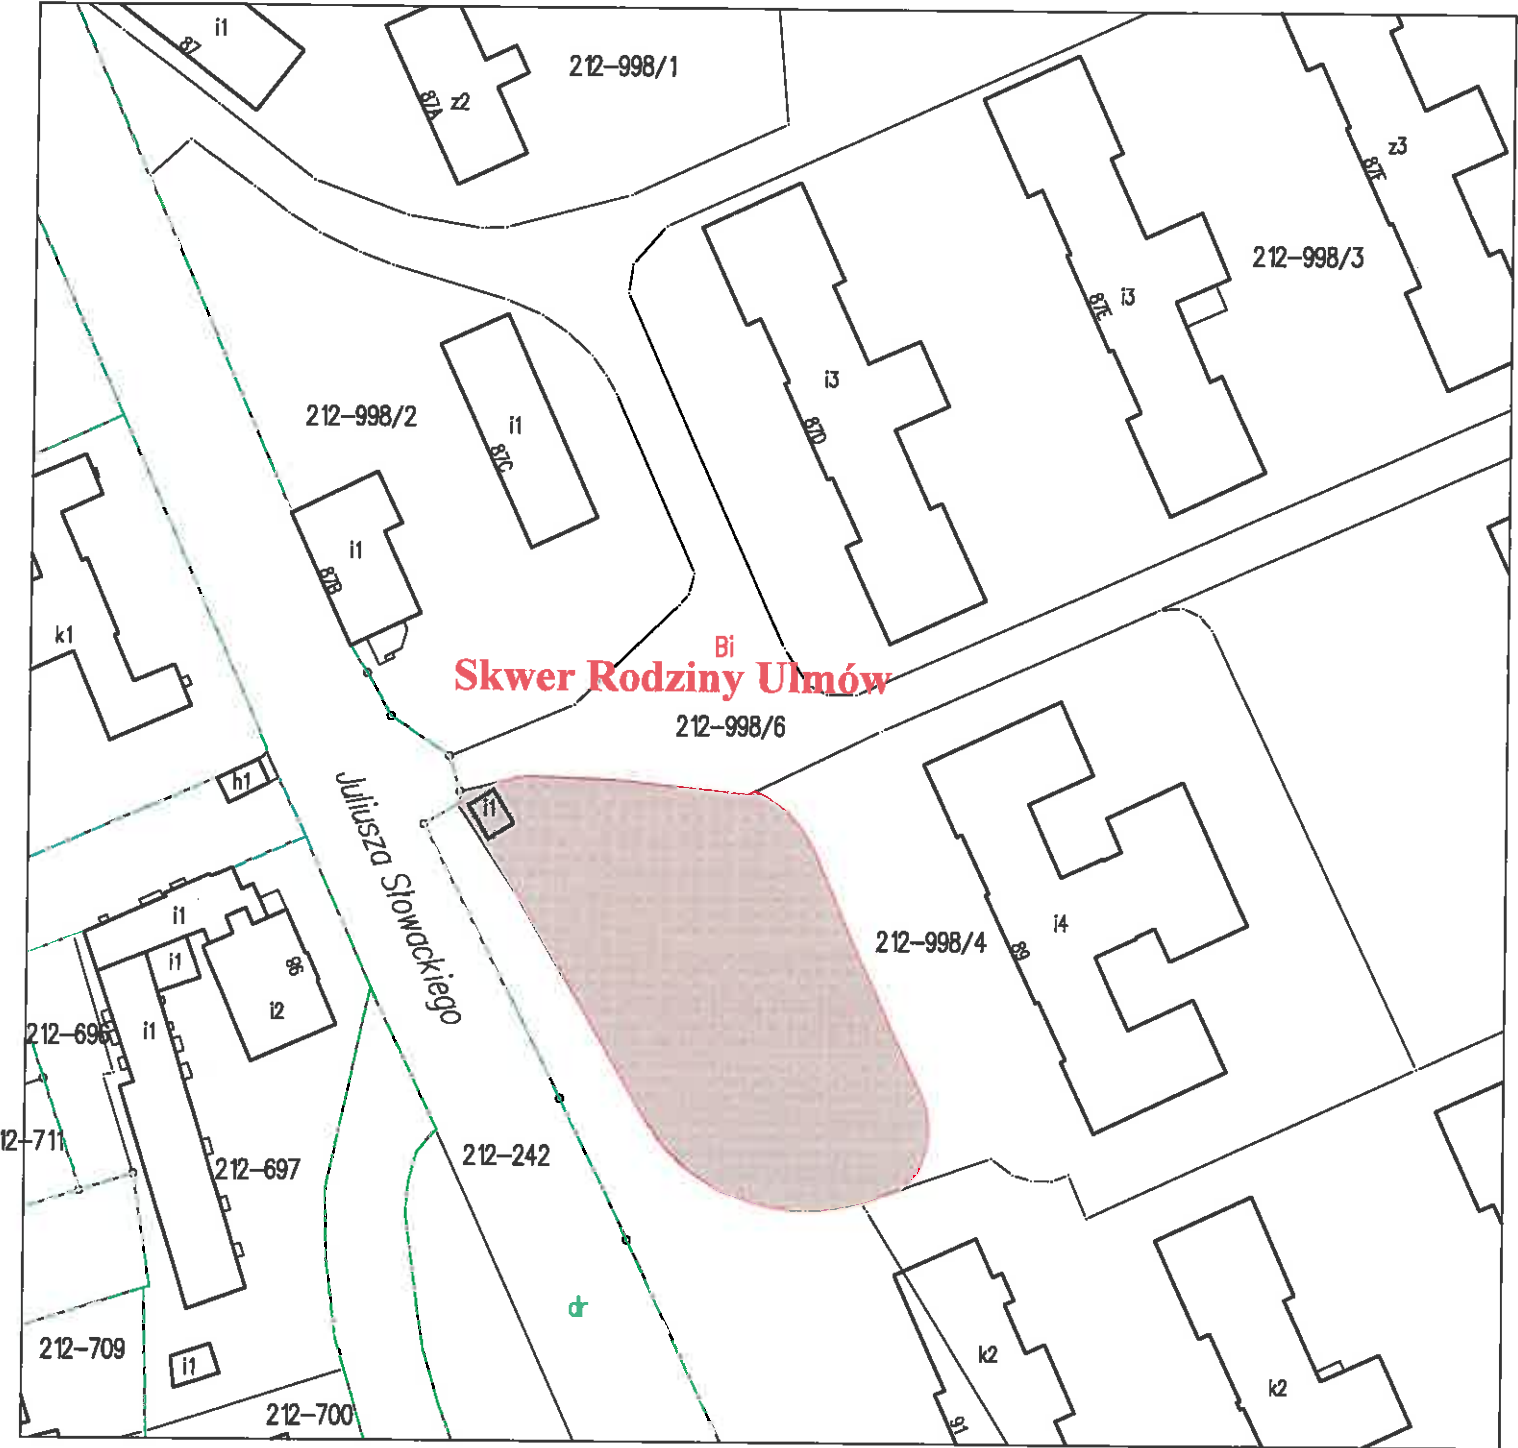 i1
87
87A
z2
212-998/1
z3
87F
212-998/3
i3
87E
i3
87D
212-998/2
i1
87C
i1
87B
k1
Bi
Skwer Rodziny Ulmów
212-998/6
h1
i1
Juliusza Słowackiego
i1
i1
i1
86
i2
212-998/4
89
i4
212-696
12-711
212-697
212-242
dr
212-709
i1
212-700
k2
91
k2